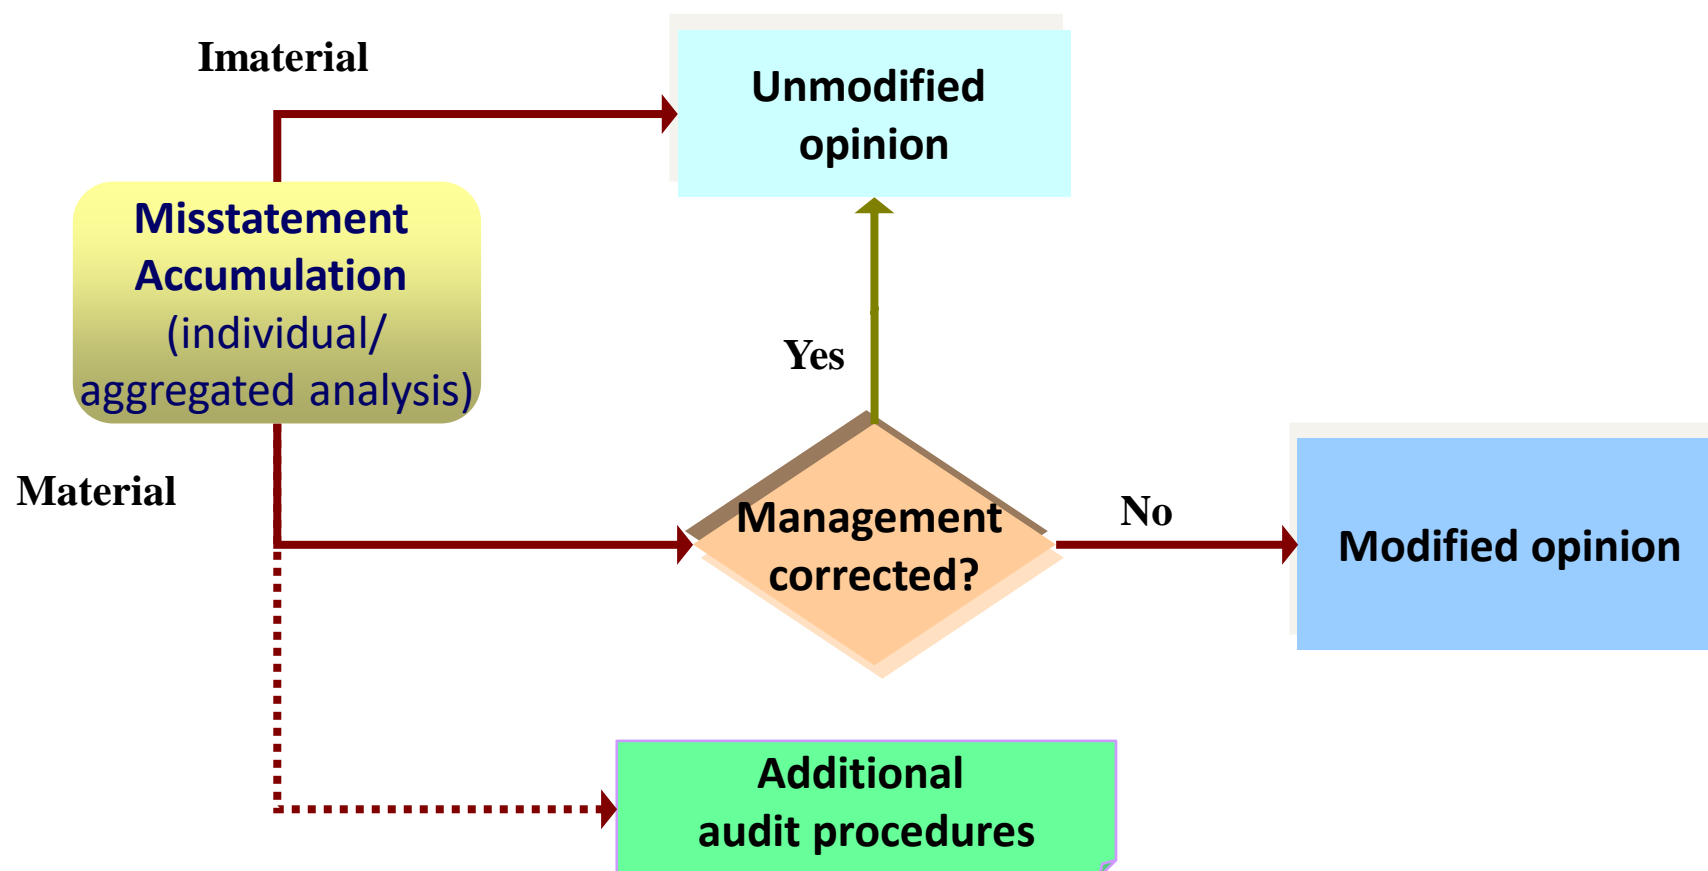 Imaterial
Unmodified
opinion
Misstatement
Accumulation
(individual/
aggregated analysis)
Yes
Material
Management
corrected?
No
Modified opinion
Additional
audit procedures